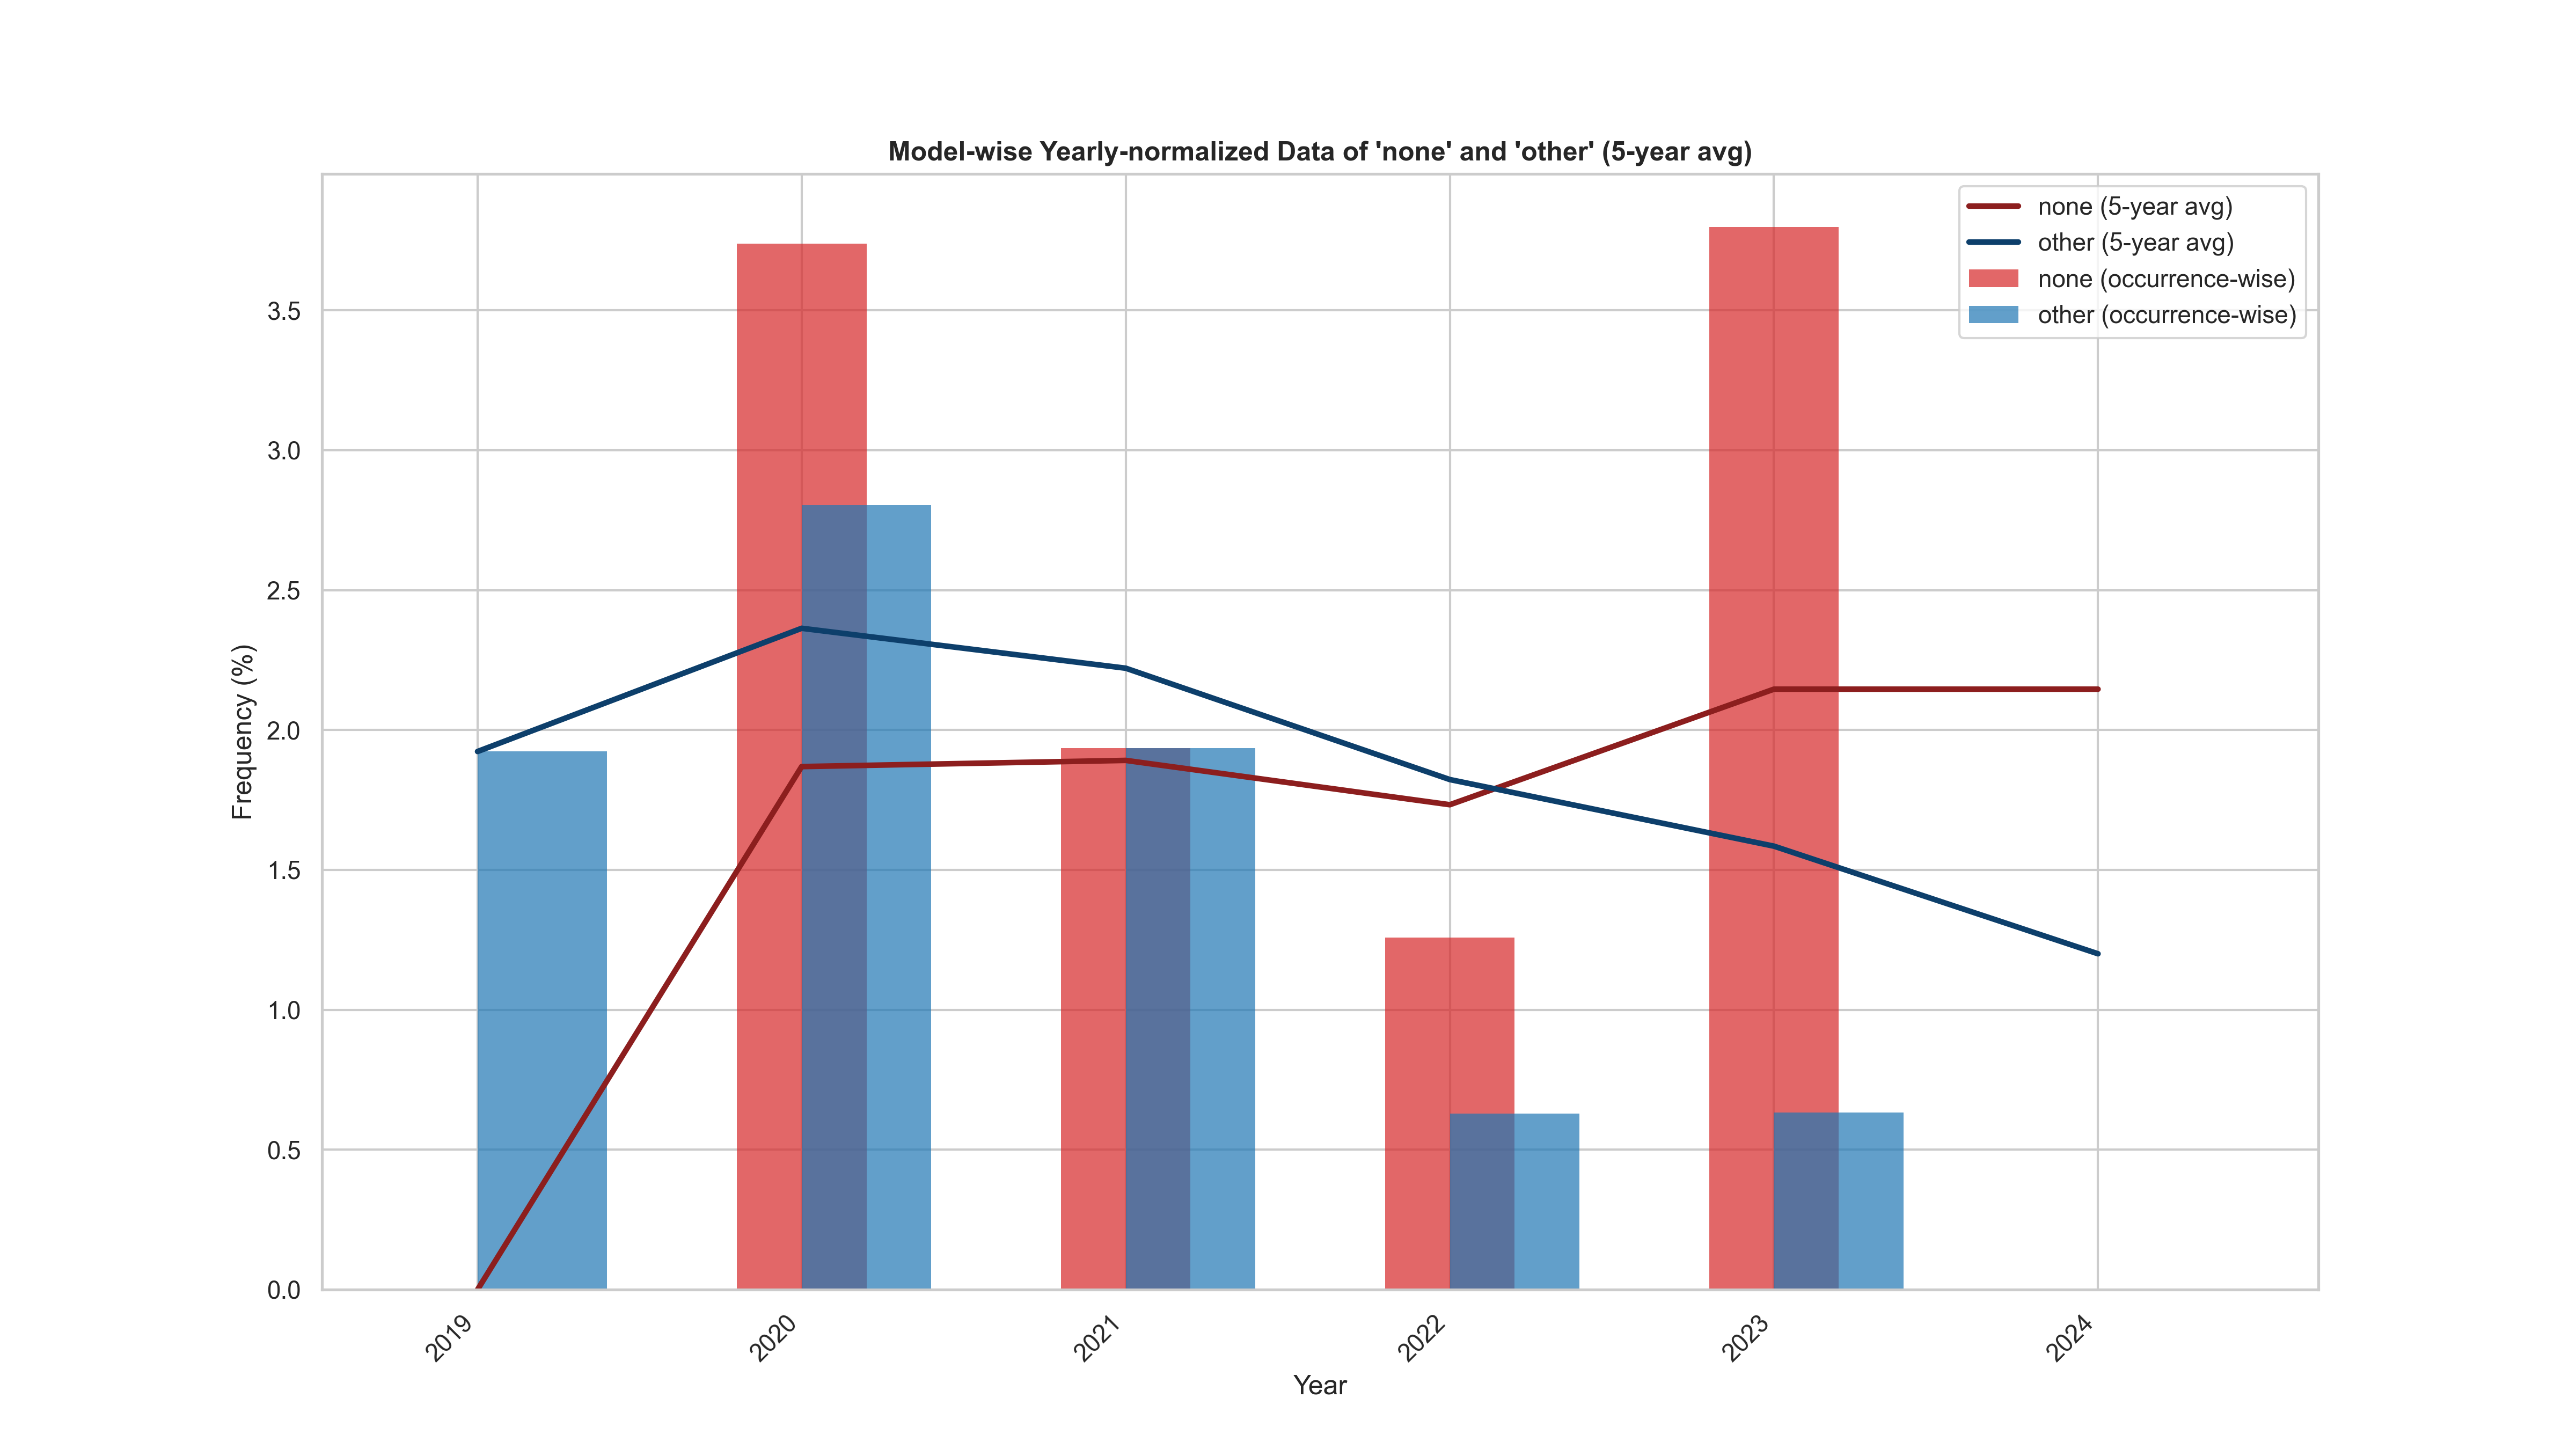 Model-wise Yearly-normalized Data of 'none' and 'other' (5-year avg)
none (5-year avg)
other (5-year avg)
none (occurrence-wise)
other (occurrence-wise)
Frequency (%)
3.5
3.0
2.5
2.0
1.5
1.0
0.5
0.0
2019
2020
2021
2022
2023
2024
Year